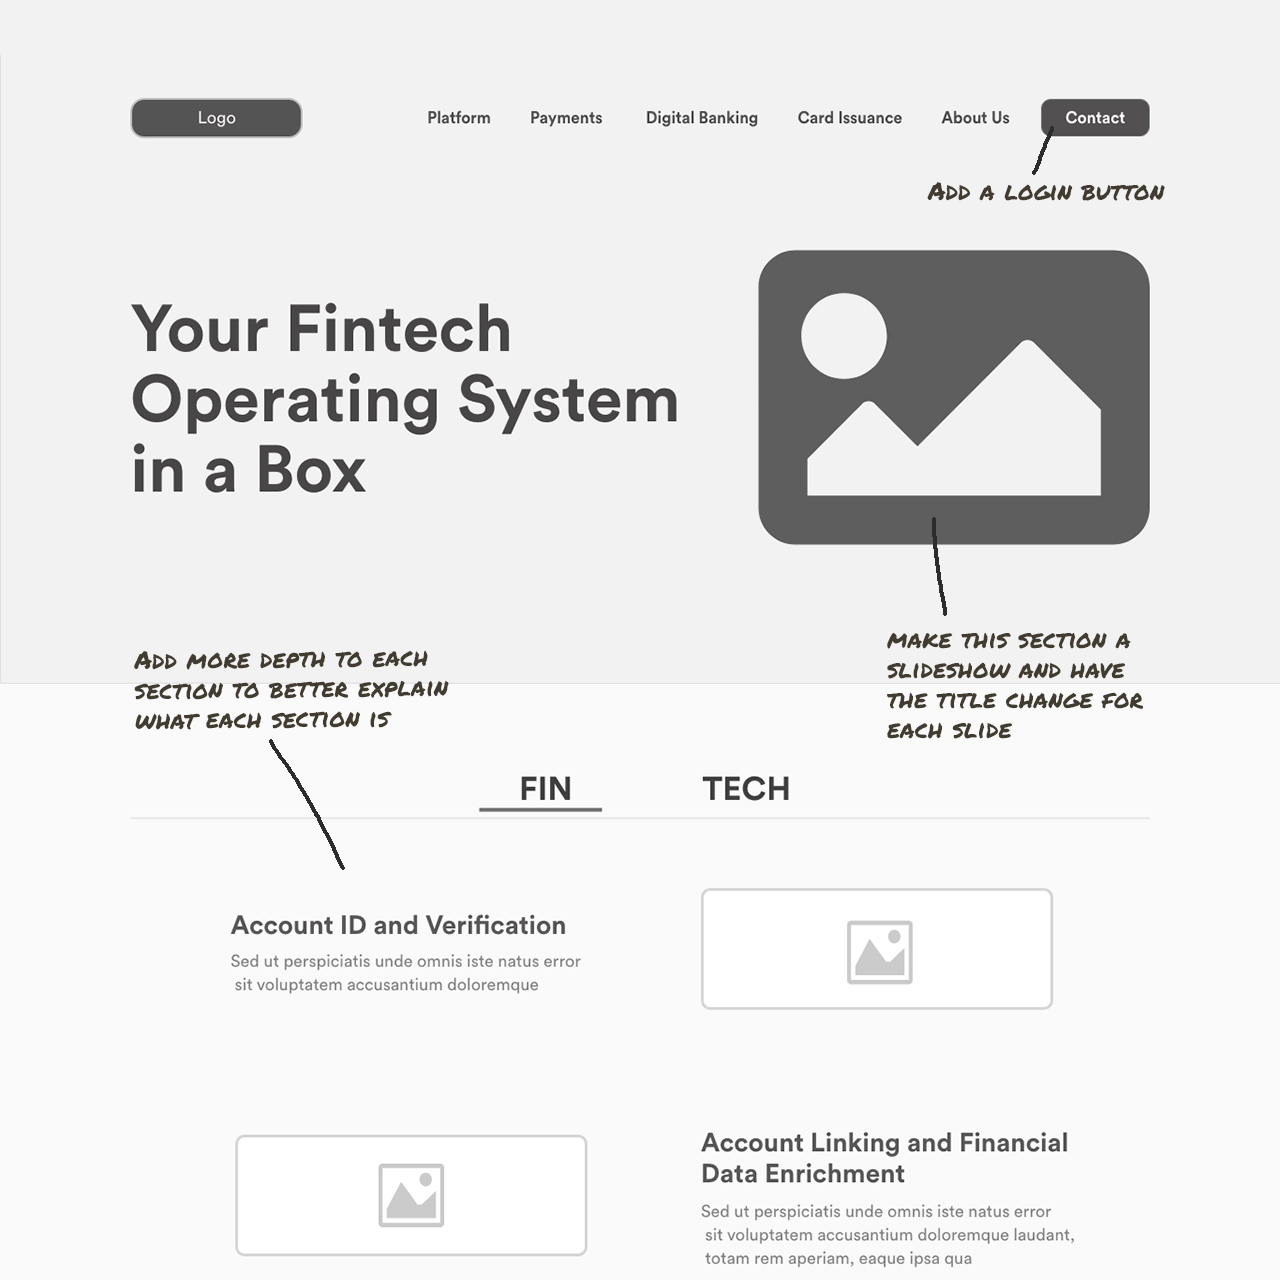 Logo
Platform Payments Digital Banking Card Issuance About Us Contact
ADD A LOGIN BUTTON
Your Fintech
Operating System
in a Box
ADD MORE DEPTH TO EACH
SECTION TO BETTER EXPLAIN
WHAT EACH SECTION IS
MAKE THIS SECTION A
SLIDESHOW AND HAVE
THE TITLE CHANGE FOR
EACH SLIDE
FIN TECH
Account ID and Verification
Sed ut perspiciatis unde omnis iste natus error
sit voluptatem accusantium doloremque
Account Linking and Financial
Data Enrichment
Sed ut perspiciatis unde omnis iste natus error
sit voluptatem accusantium doloremque laudant,
totam rem aperiam, eaque ipsa qua